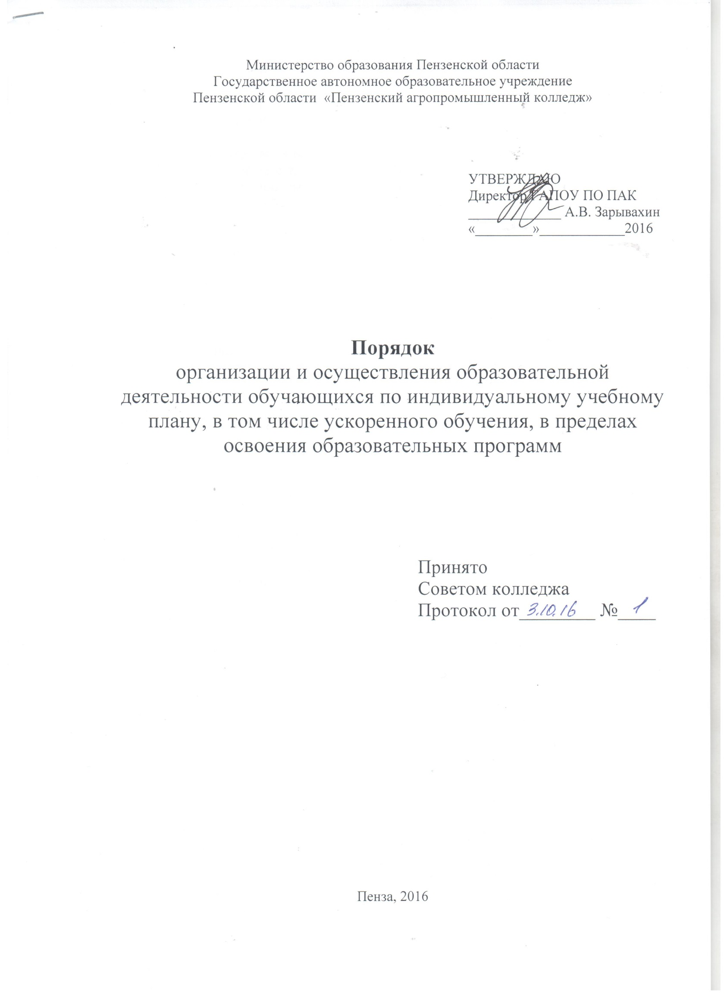 Министерство образования Пензенской области
Государственное автономное образовательное учреждение
Пензенской области «Пензенский агропромышленный колледж»
УТВЕРЖДАЮ
Директор ГАПОУ ПО ПАК
_____________ А.В. Зарывахин
«________»____________2016
Порядок
организации и осуществления образовательной
деятельности обучающихся по индивидуальному учебному
плану, в том числе ускоренного обучения, в пределах
освоения образовательных программ
Принято
Советом колледжа
Протокол от 3.10.16 № 1
Пенза, 2016